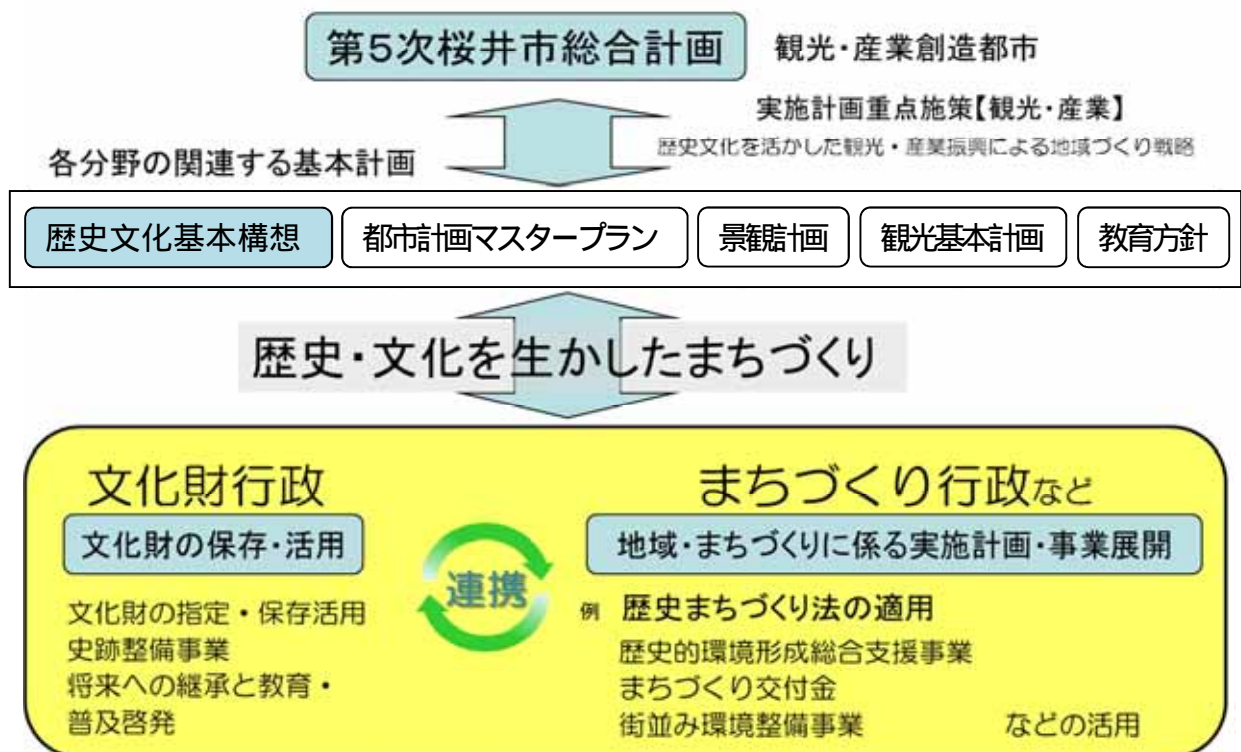 第5次桜井市総合計画
観光・産業創造都市
実施計画重点施策【観光・産業】
歴史文化を活かした観光・産業振興による地域づくり戦略
各分野の関連する基本計画
歴史文化基本構想
都市計画マスタープラン
景観計画
観光基本計画
教育方針
歴史・文化を生かしたまちづくり
文化財行政
文化財の保存・活用
文化財の指定・保存活用
史跡整備事業
将来への継承と教育・
普及啓発
連携
まちづくり行政など
地域・まちづくりに係る実施計画・事業展開
例 歴史まちづくり法の適用
歴史的環境形成総合支援事業
まちづくり交付金
街並み環境整備事業 などの活用